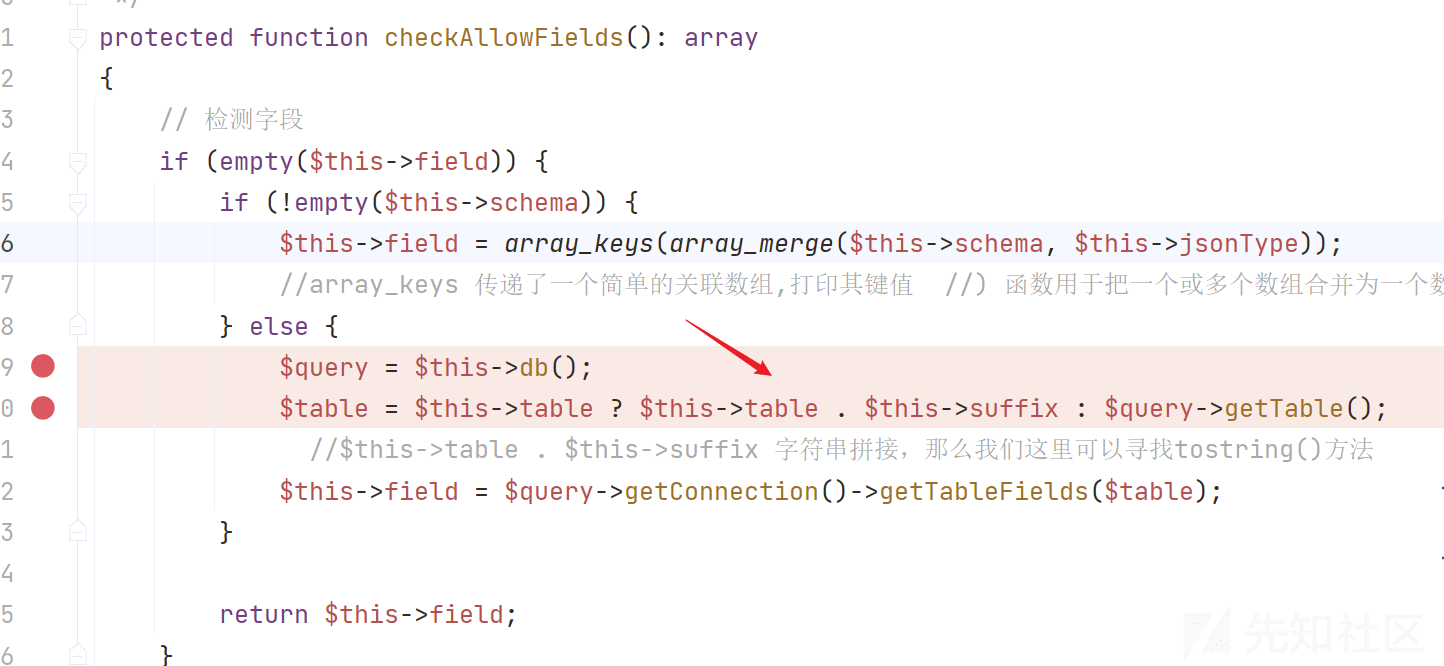 */
1 protected function checkAllowFields(): array
2 {
3 // 检测字段
4 if (empty($this->field)) {
5 if (!empty($this->schema)) {
6 $this->field = array_keys(array_merge($this->schema, $this->jsonType));
7 //array_keys 传递了一个简单的关联数组,打印其键值 //) 函数用于把一个或多个数组合并为一个数
8 } else {
9 $query = $this->db();
0 $table = $this->table ? $this->table . $this->suffix : $query->getTable();
1 //$this->table . $this->suffix 字符串拼接，那么我们这里可以寻找tostring()方法
2 $this->field = $query->getConnection()->getTableFields($table);
3 }
4
5 return $this->field;
6 }
先知社区